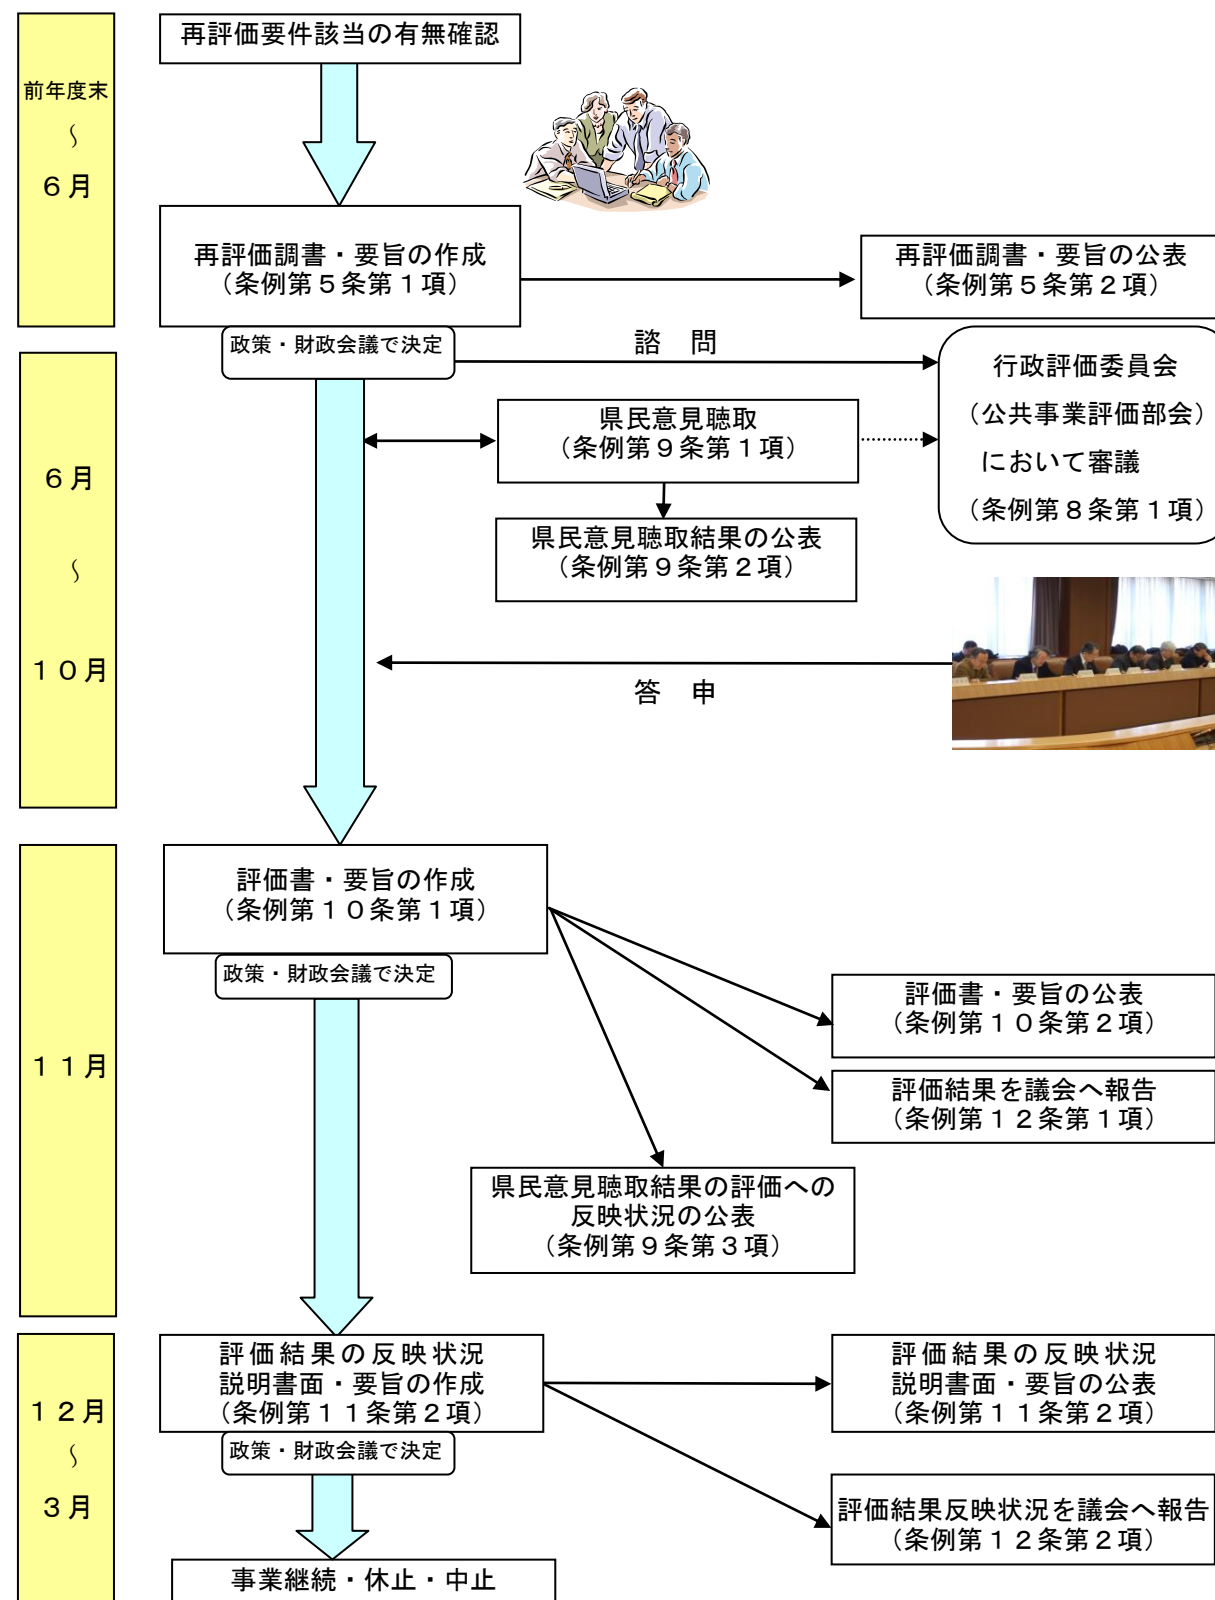 前年度末
～
６月
再評価要件該当の有無確認
再評価調書・要旨の作成
（条例第５条第１項）
再評価調書・要旨の公表
（条例第５条第２項）
政策・財政会議で決定
諮　問
６月
～
１０月
行政評価委員会
（公共事業評価部会）
において審議
（条例第８条第１項）
県民意見聴取
（条例第９条第１項）
県民意見聴取結果の公表
（条例第９条第２項）
答　申
１１月
評価書・要旨の作成
（条例第１０条第１項）
政策・財政会議で決定
評価書・要旨の公表
（条例第１０条第２項）
評価結果を議会へ報告
（条例第１２条第１項）
県民意見聴取結果の評価への
反映状況の公表
（条例第９条第３項）
１２月
～
３月
評価結果の反映状況
説明書面・要旨の作成
（条例第１１条第２項）
政策・財政会議で決定
評価結果の反映状況
説明書面・要旨の公表
（条例第１１条第２項）
評価結果反映状況を議会へ報告
（条例第１２条第２項）
事業継続・休止・中止